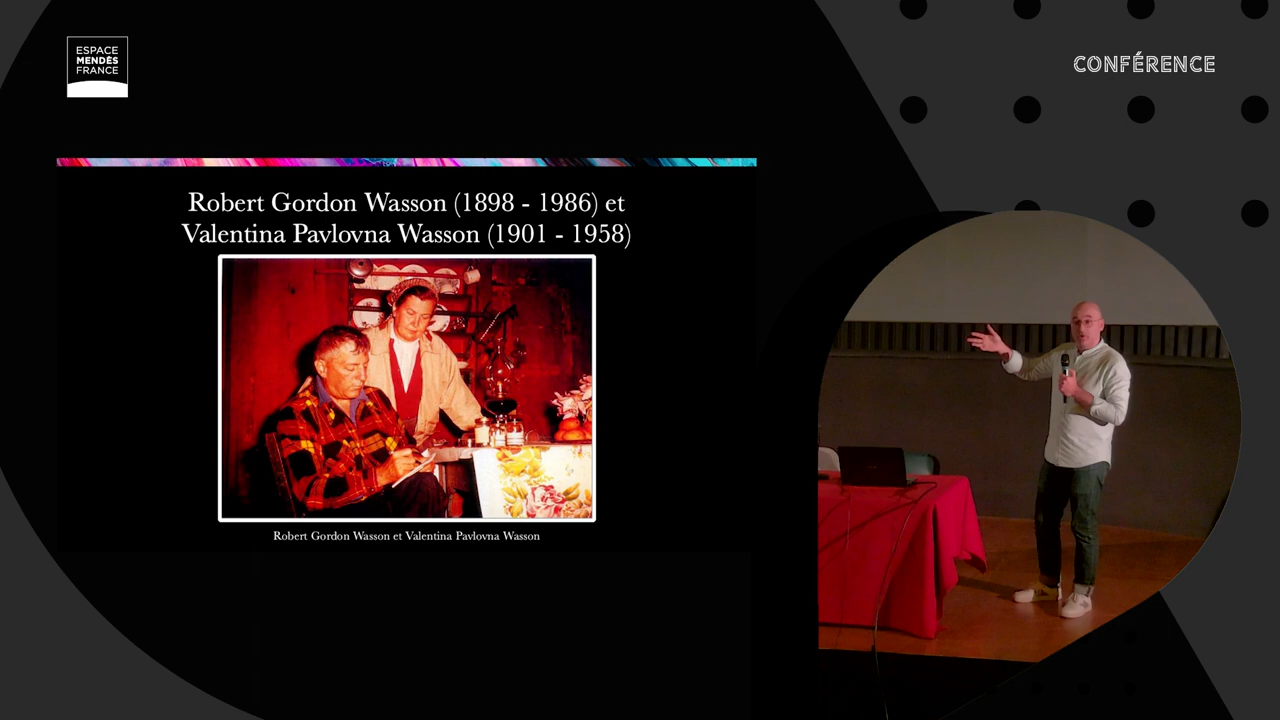 ESPACE
MENDÈS
FRANCE
CONFÉRENCE
Robert Gordon Wasson (1898 - 1986) et
Valentina Pavlovna Wasson (1901 - 1958)
Robert Gordon Wasson et Valentina Pavlovna Wasson